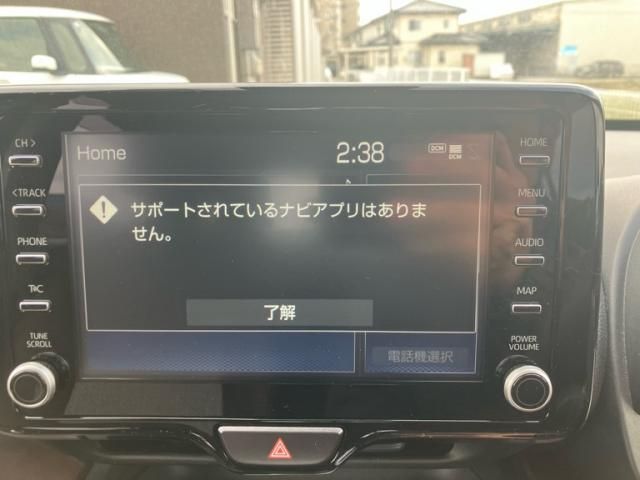 CH >
<TRACK
PHONE
T®C
TUNE
SCROLL
Home
2:38
DCM
DCM
サポートされているナビアプリはありま
せん。
了解
電話機選択
HOME
MENU
AUDIO
MAP
POWER
VOLUME